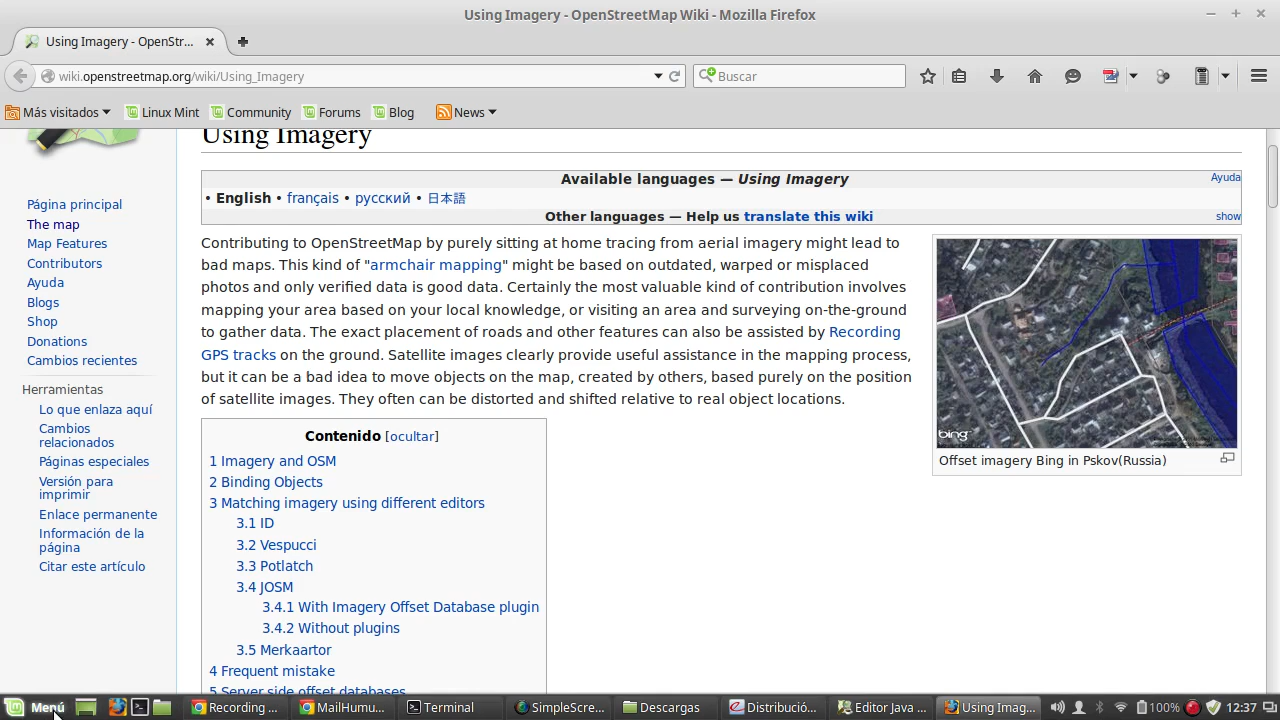 Using Imagery - OpenStreetMap Wiki - Mozilla Firefox
Using Imagery - OpenStr...
wiki.openstreetmap.org/wiki/Using_Imagery
Buscar
Más visitados
Linux Mint
Community
Forums
Blog
News
Using Imagery
Available languages — Using Imagery
Ayuda
• English • français • русский • 日本語
Other languages — Help us translate this wiki
show
Página principal
The map
Map Features
Contributors
Ayuda
Blogs
Shop
Donations
Cambios recientes
Herramientas
Lo que enlaza aquí
Cambios
relacionados
Páginas especiales
Versión para
imprimir
Enlace permanente
Información de la
página
Citar este artículo
Contributing to OpenStreetMap by purely sitting at home tracing from aerial imagery might lead to
bad maps. This kind of "armchair mapping" might be based on outdated, warped or misplaced
photos and only verified data is good data. Certainly the most valuable kind of contribution involves
mapping your area based on your local knowledge, or visiting an area and surveying on-the-ground
to gather data. The exact placement of roads and other features can also be assisted by Recording
GPS tracks on the ground. Satellite images clearly provide useful assistance in the mapping process,
but it can be a bad idea to move objects on the map, created by others, based purely on the position
of satellite images. They often can be distorted and shifted relative to real object locations.
bing
Offset imagery Bing in Pskov(Russia)
Contenido [ocultar]
1 Imagery and OSM
2 Binding Objects
3 Matching imagery using different editors
3.1 ID
3.2 Vespucci
3.3 Potlatch
3.4 JOSM
3.4.1 With Imagery Offset Database plugin
3.4.2 Without plugins
3.5 Merkaartor
4 Frequent mistake
5 Server side offset databases
Menú
Recording ...
MailHumu...
Terminal
SimpleScre...
Descargas
Distribució...
Editor Java ...
Using Imag...
100%
12:37